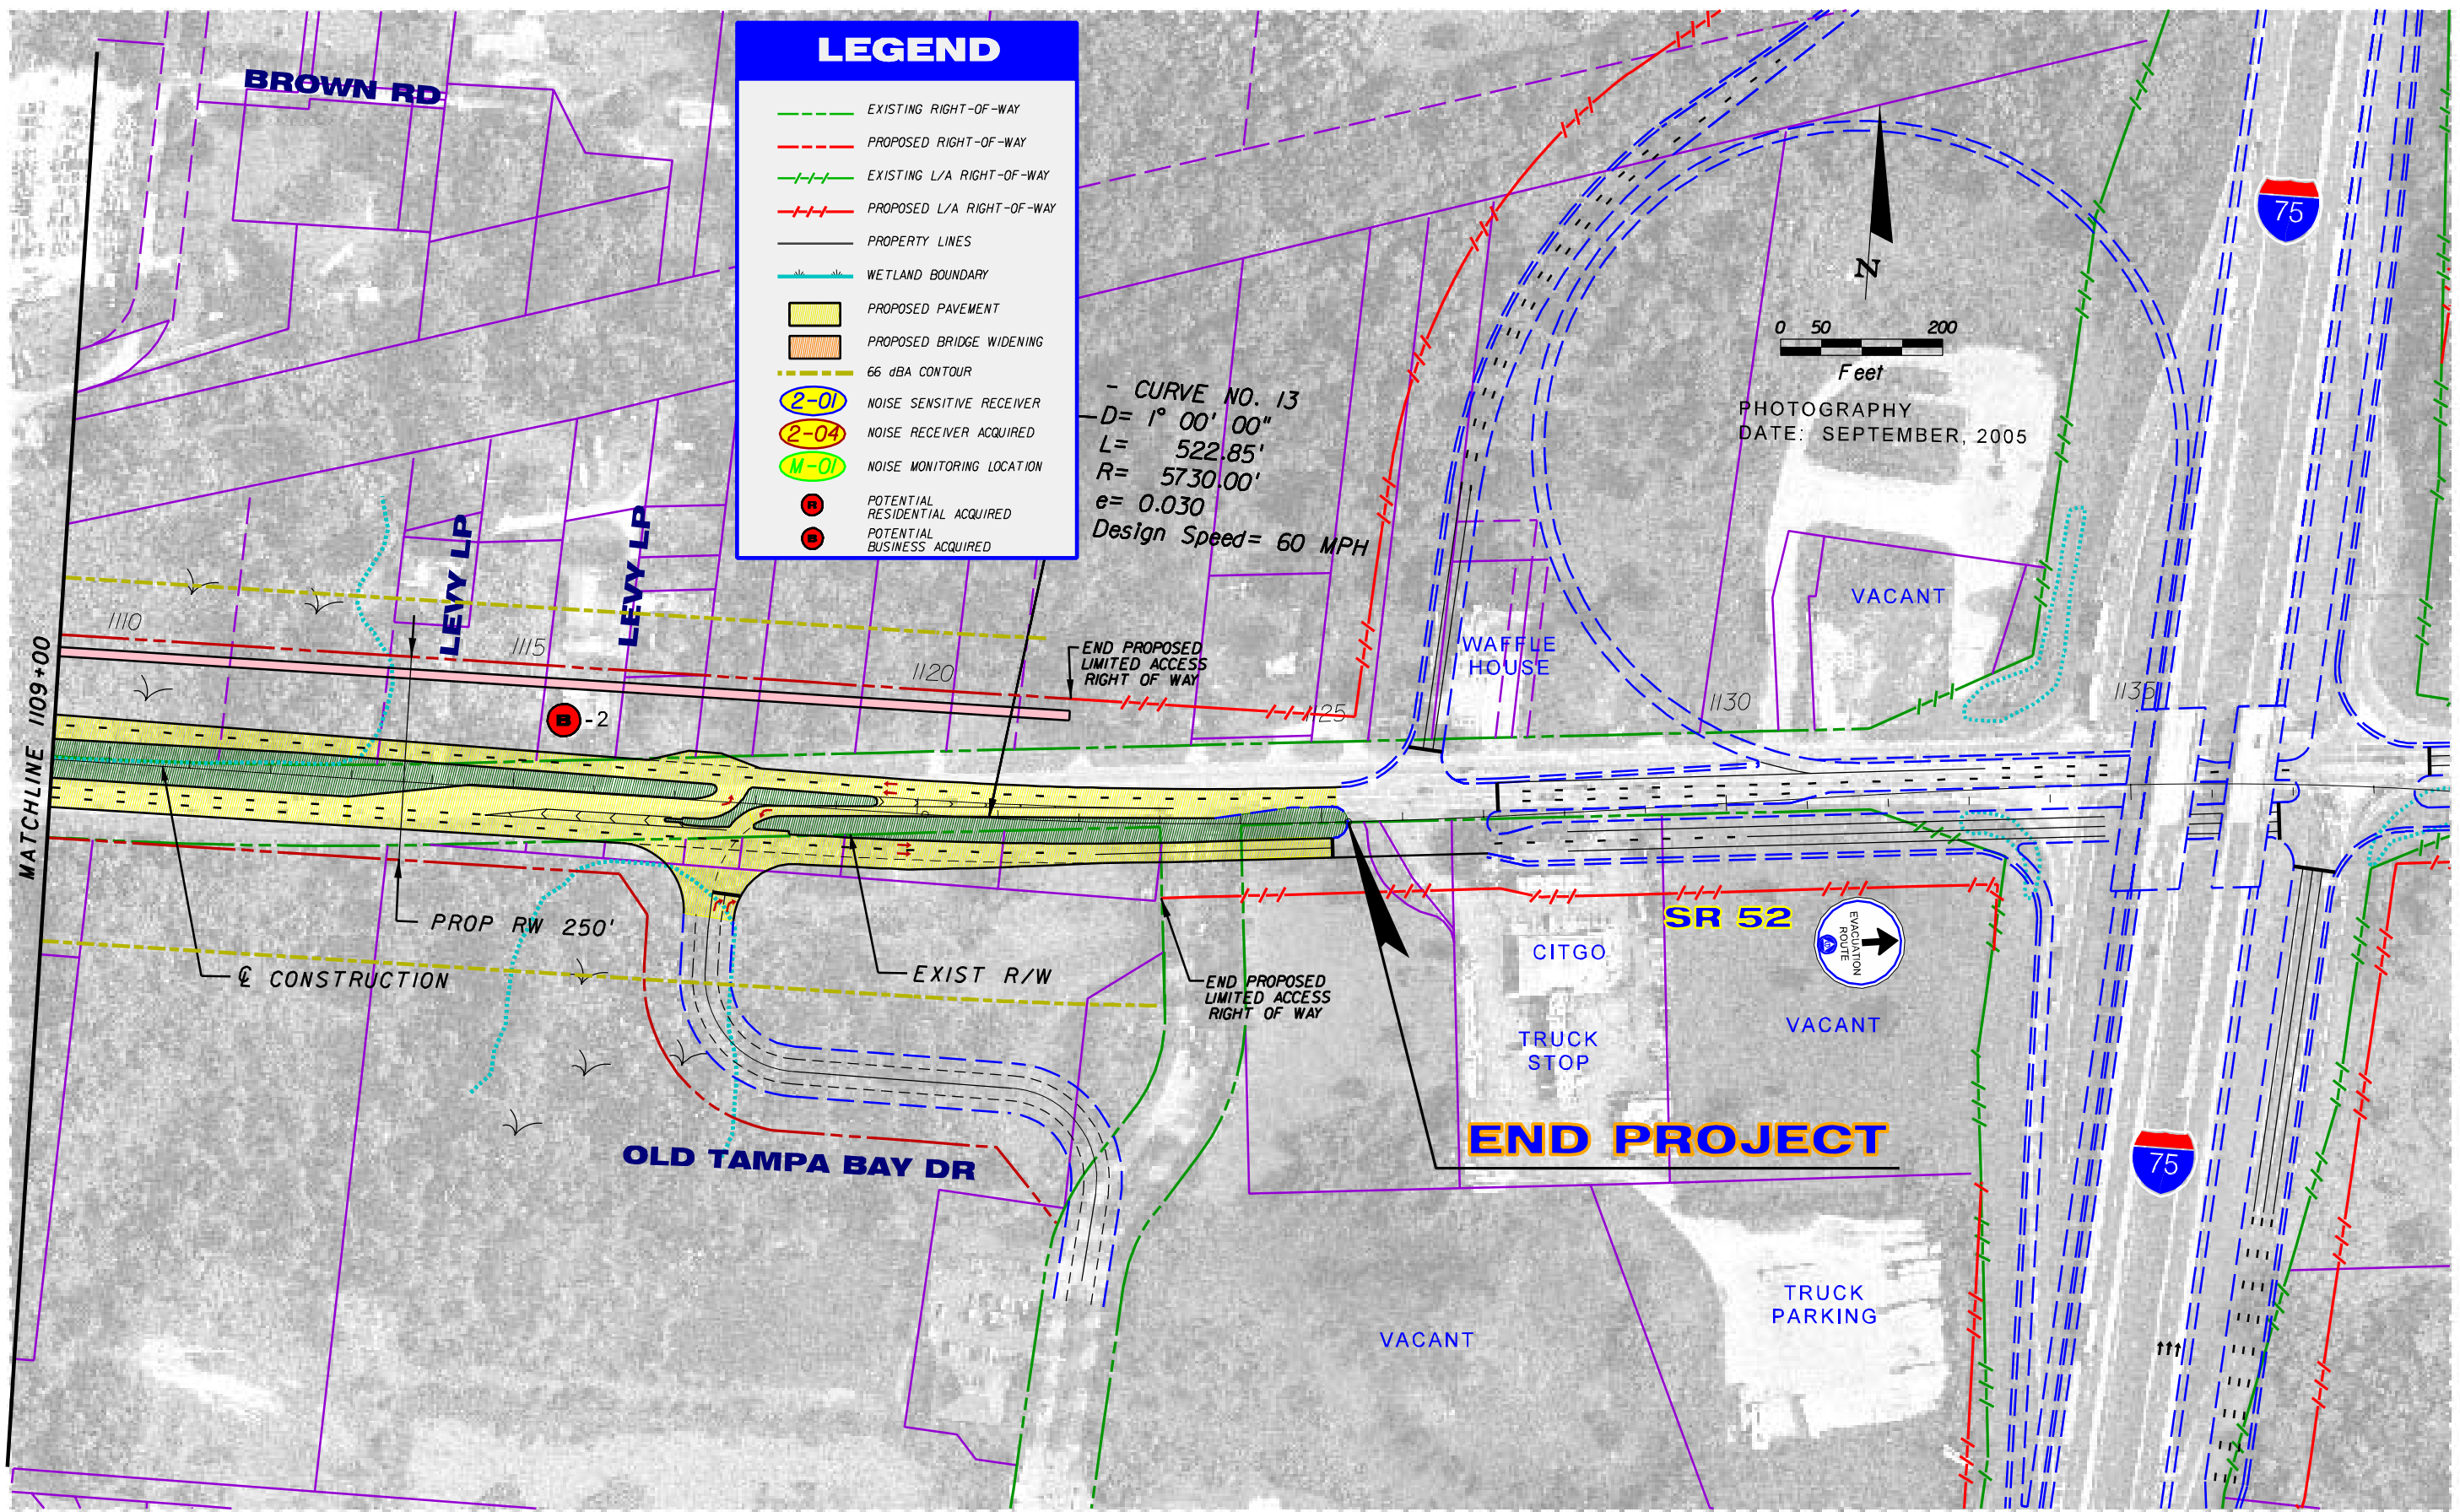 LEGEND
EXISTING RIGHT-OF-WAY
PROPOSED RIGHT-OF-WAY
EXISTING L/A RIGHT-OF-WAY
PROPOSED L/A RIGHT-OF-WAY
PROPERTY LINES
WETLAND BOUNDARY
PROPOSED PAVEMENT
PROPOSED BRIDGE WIDENING
66 dBA CONTOUR
2-01 NOISE SENSITIVE RECEIVER
2-04 NOISE RECEIVER ACQUIRED
M-01 NOISE MONITORING LOCATION
R POTENTIAL
RESIDENTIAL ACQUIRED
B POTENTIAL
BUSINESS ACQUIRED
BROWN RD
75
N
0 50 200
Feet
PHOTOGRAPHY
DATE: SEPTEMBER, 2005
- CURVE NO. 13
D= 1° 00' 00"
L= 522.85'
R= 5730.00'
e= 0.030
Design Speed= 60 MPH
LEVY LP
LEVY LP
VACANT
WAFFLE
HOUSE
1110
1115
1120
1125
1130
1135
END PROPOSED
LIMITED ACCESS
RIGHT OF WAY
B -2
MATCHLINE 1109+00
PROP RW 250'
℄ CONSTRUCTION
EXIST R/W
END PROPOSED
LIMITED ACCESS
RIGHT OF WAY
SR 52
EVACUATION
ROUTE
CITGO
TRUCK
STOP
VACANT
END PROJECT
OLD TAMPA BAY DR
75
TRUCK
PARKING
VACANT